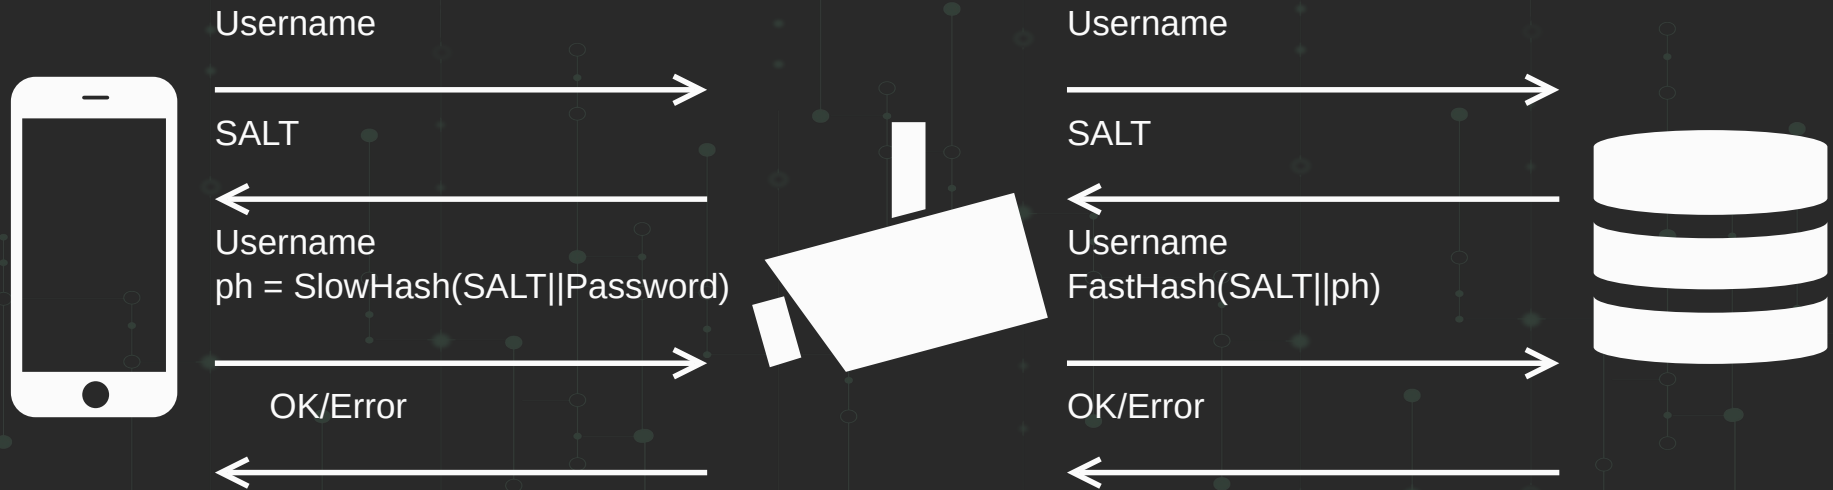 Username
SALT
Username
ph = SlowHash(SALT||Password)
OK/Error
Username
SALT
Username
FastHash(SALT||ph)
OK/Error